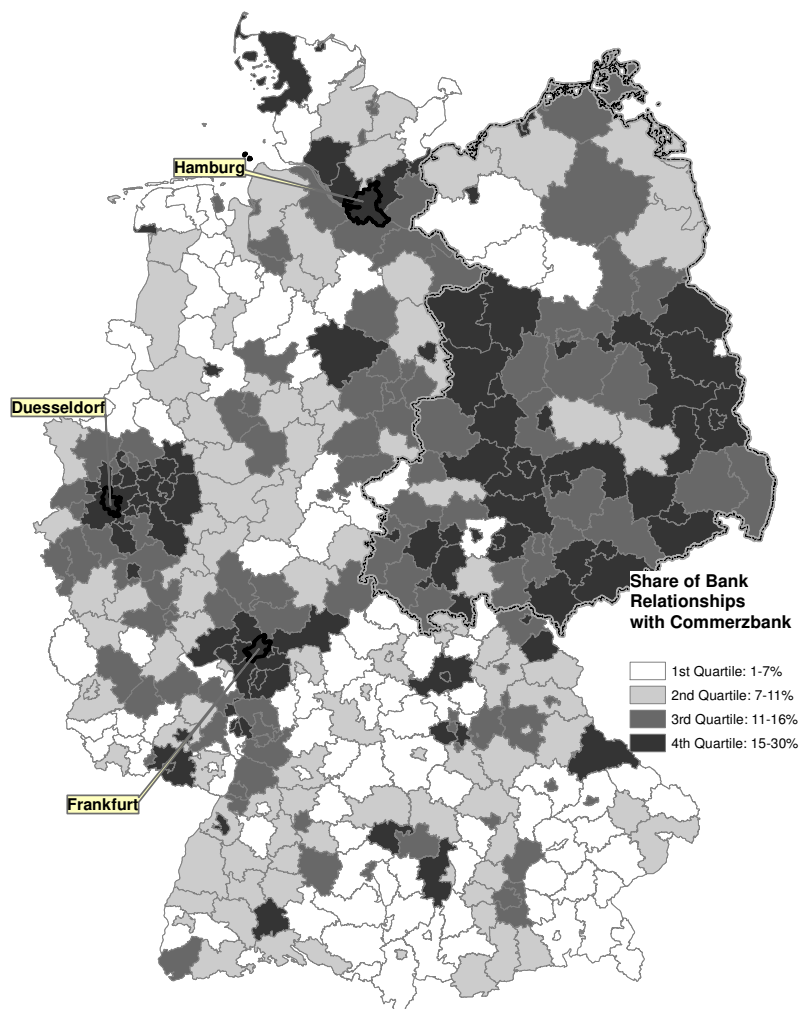 Hamburg
Duesseldorf
Share of Bank
Relationships
with Commerzbank
1st Quartile: 1-7%
2nd Quartile: 7-11%
3rd Quartile: 11-16%
4th Quartile: 15-30%
Frankfurt